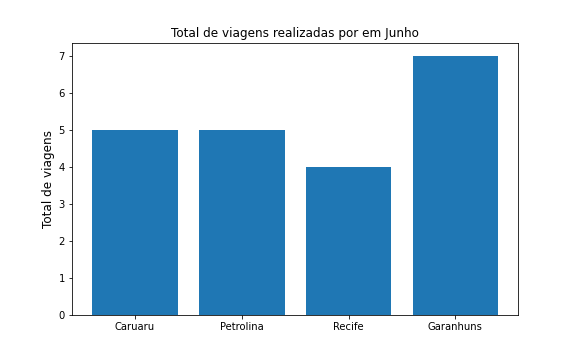 Total de viagens realizadas por em Junho
Total de viagens
7
6
5
4
3
2
1
0
Caruaru Petrolina Recife Garanhuns